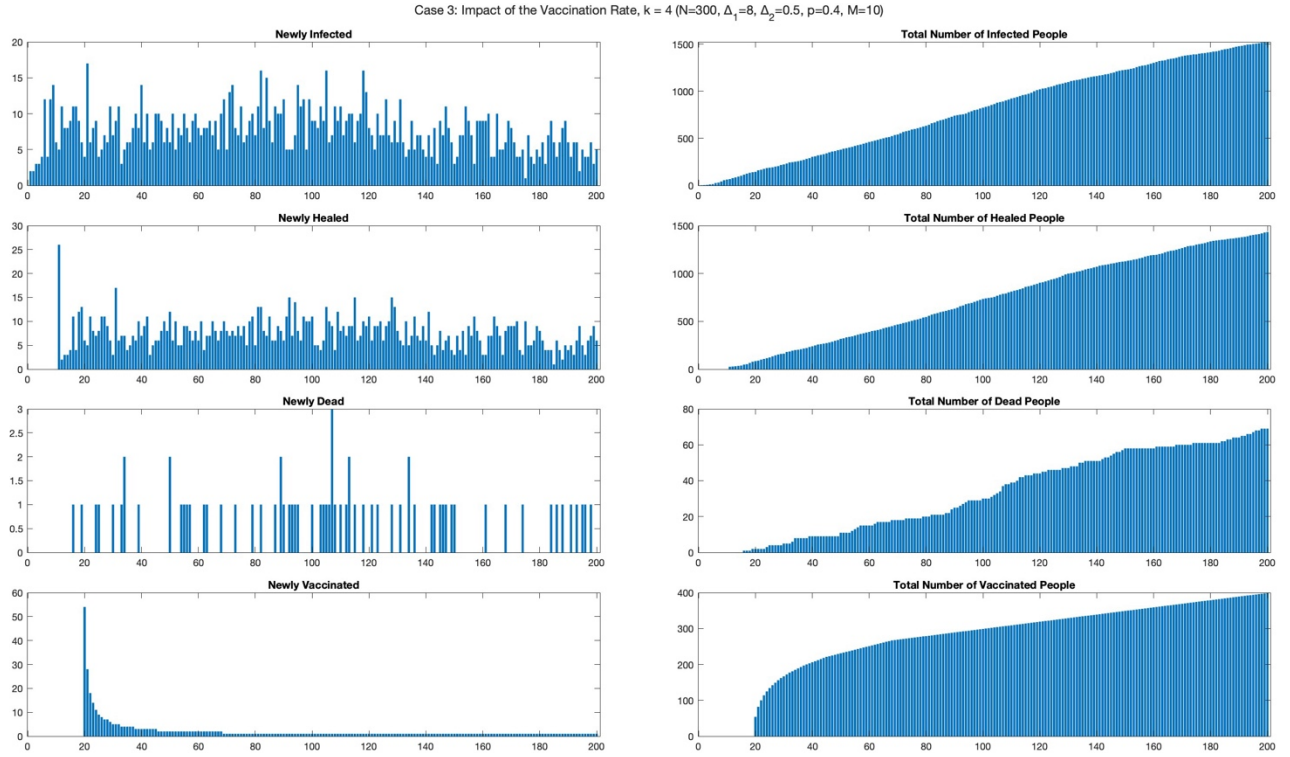 Case 3: Impact of the Vaccination Rate, k = 4 (N=300, Δ₁=8, Δ₂=0.5, p=0.4, M=10)
Newly Infected
20
15
10
5
0
0 20 40 60 80 100 120 140 160 180 200
Total Number of Infected People
1500
1000
500
0
0 20 40 60 80 100 120 140 160 180 200
Newly Healed
30
25
20
15
10
5
0
0 20 40 60 80 100 120 140 160 180 200
Total Number of Healed People
1500
1000
500
0
0 20 40 60 80 100 120 140 160 180 200
Newly Dead
3
2.5
2
1.5
1
0.5
0
0 20 40 60 80 100 120 140 160 180 200
Total Number of Dead People
80
60
40
20
0
0 20 40 60 80 100 120 140 160 180 200
Newly Vaccinated
60
50
40
30
20
10
0
0 20 40 60 80 100 120 140 160 180 200
Total Number of Vaccinated People
400
300
200
100
0
0 20 40 60 80 100 120 140 160 180 200